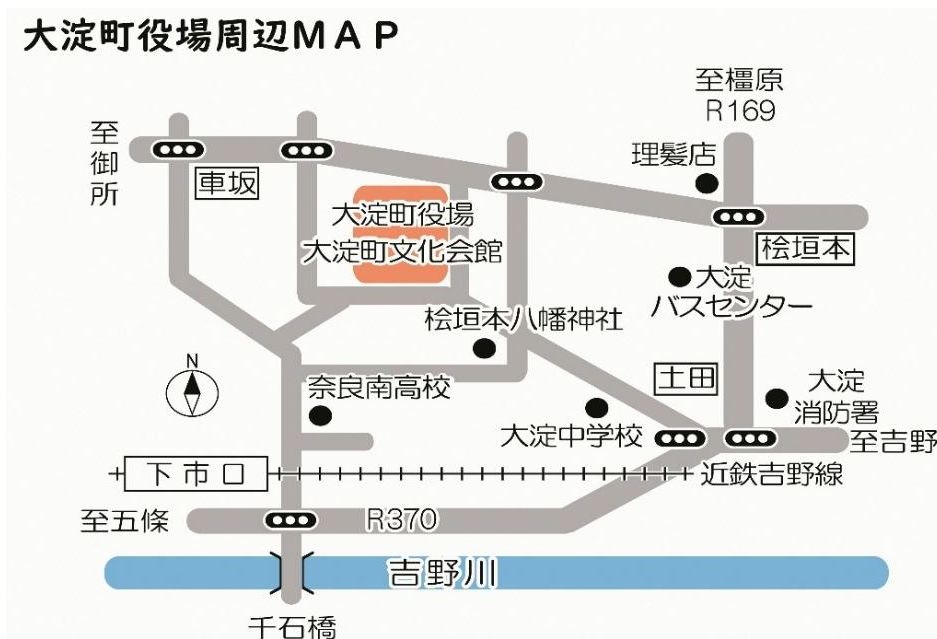 大淀町役場周辺MAP
至橿原
R169
至御所
理髪店
車坂
大淀町役場
大淀町文化会館
桧垣本
大淀
バスセンター
桧垣本八幡神社
N
土田
奈良南高校
大淀
消防署
大淀中学校
至吉野
下市口
近鉄吉野線
至五條
R370
吉野川
千石橋